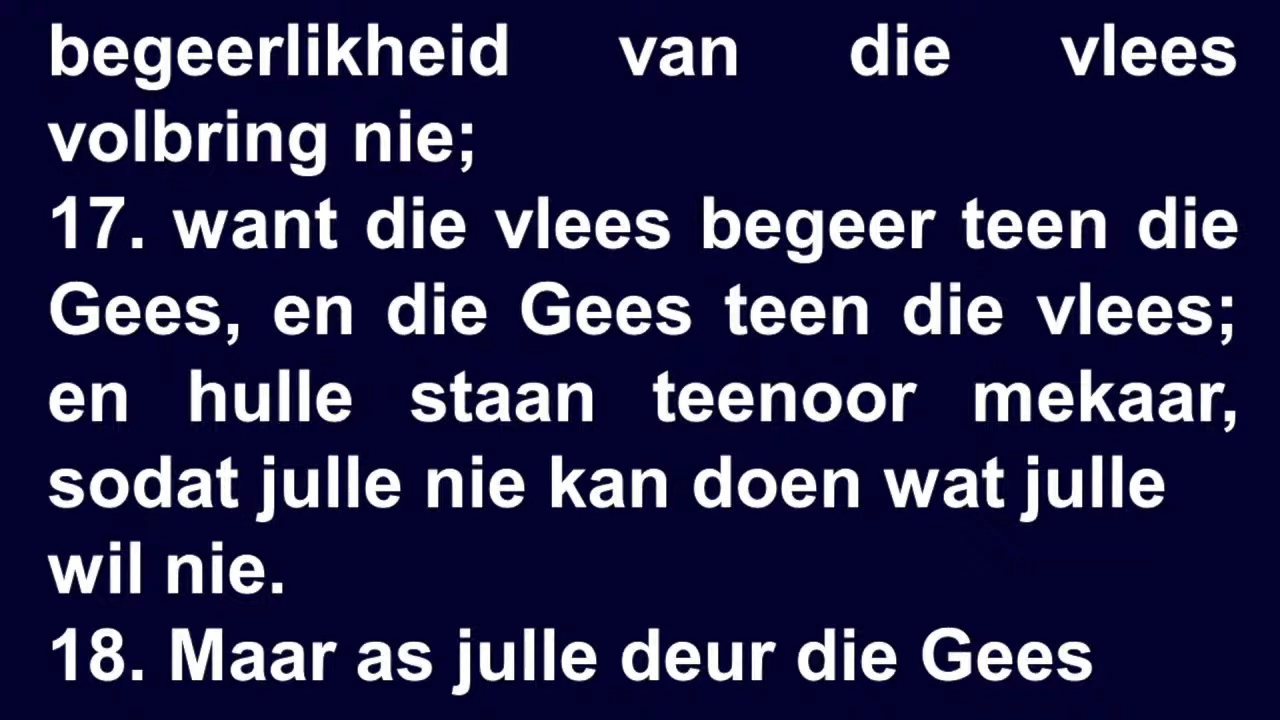 begeerlikheid van die vlees
volbring nie;
17. want die vlees begeer teen die
Gees, en die Gees teen die vlees;
en hulle staan teenoor mekaar,
sodat julle nie kan doen wat julle
wil nie.
18. Maar as julle deur die Gees